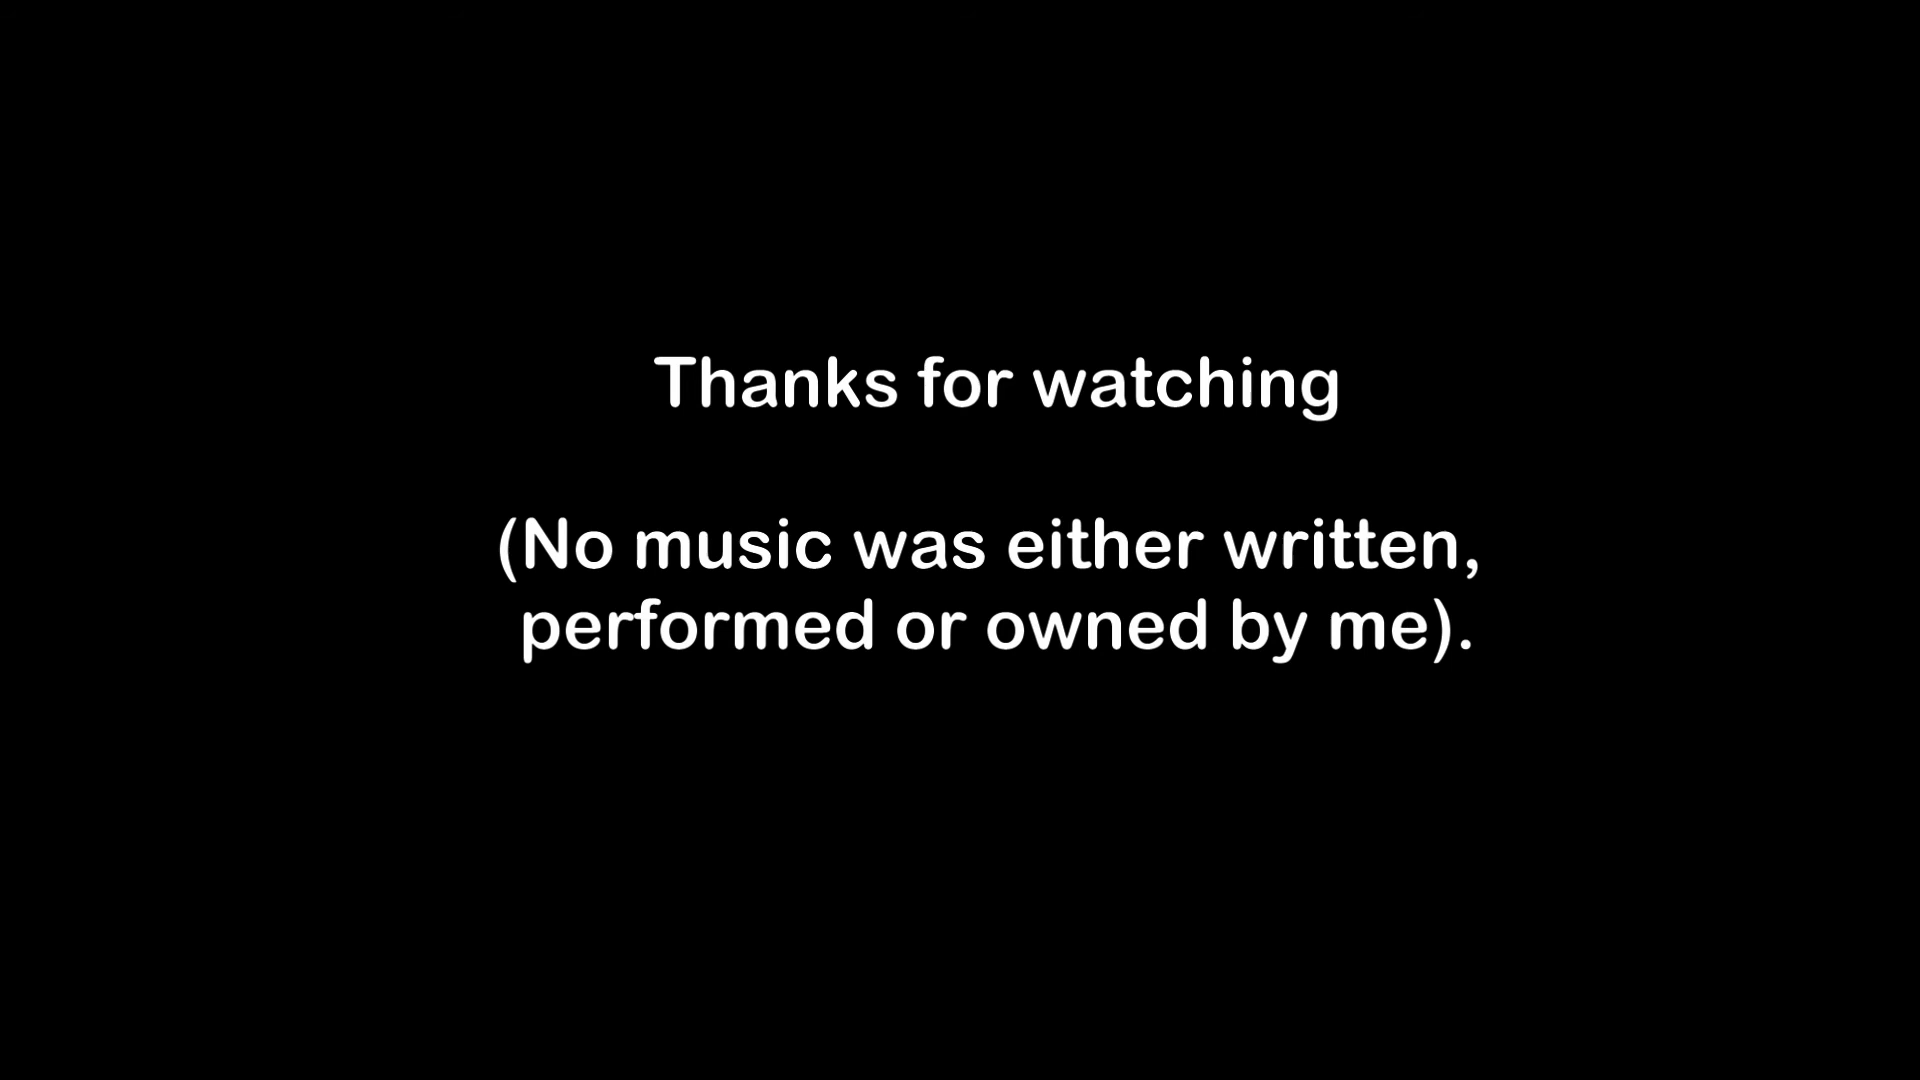 Thanks for watching
(No music was either written,
performed or owned by me).